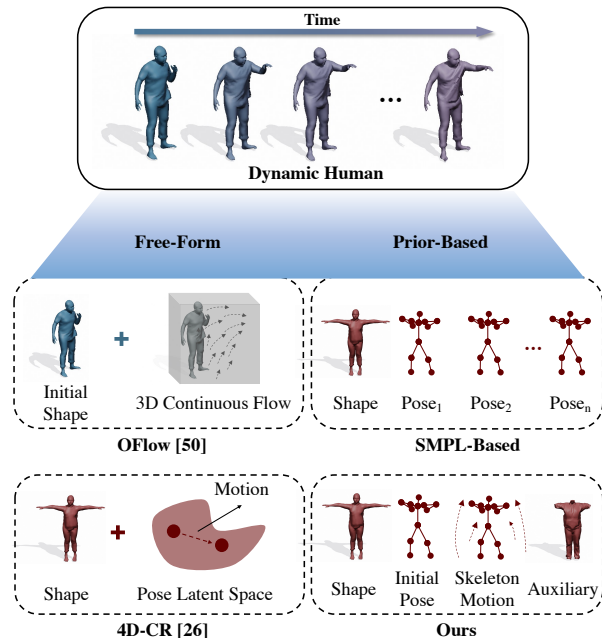 Time
...
Dynamic Human
Free-Form
Prior-Based
Initial
Shape
3D Continuous Flow
OFlow [50]
Shape
Pose1
Pose2
...
Posen
SMPL-Based
Motion
Shape
Pose Latent Space
4D-CR [26]
Shape
Initial
Pose
Skeleton
Motion
Auxiliary
Ours